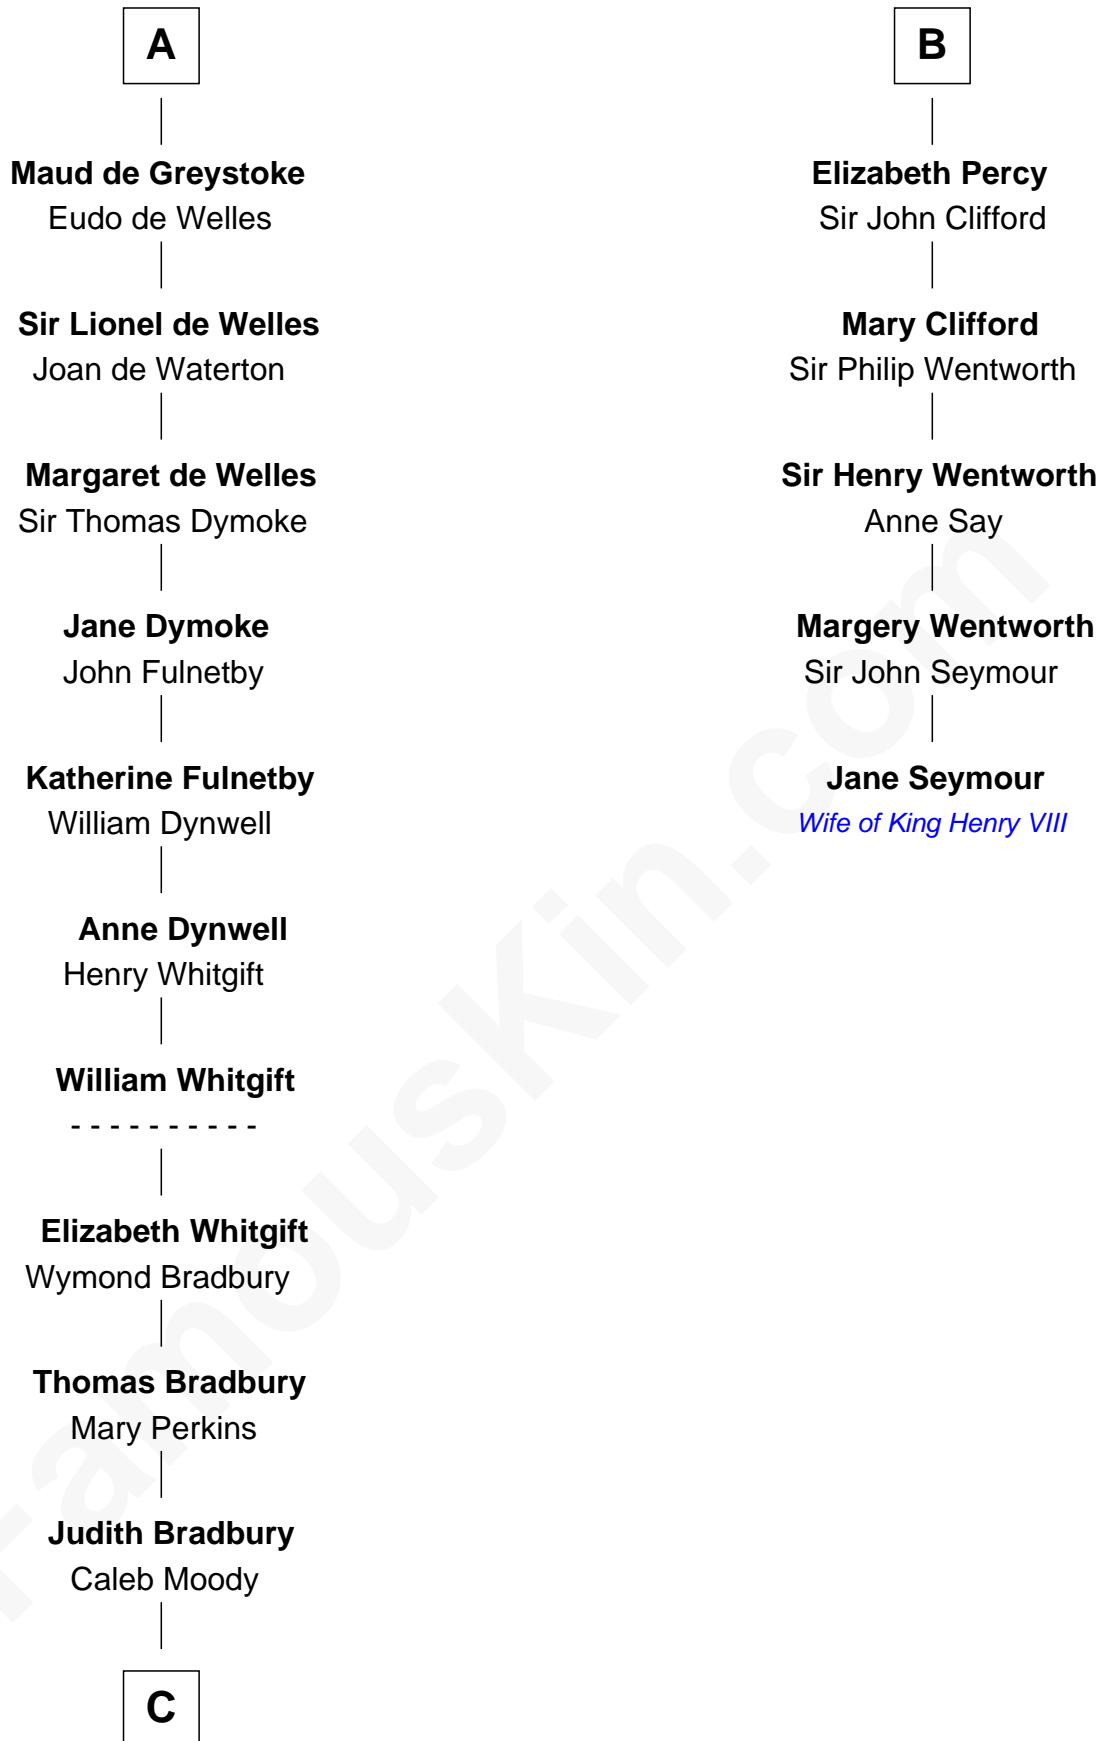 A
Maud de Greystoke
Eudo de Welles
Sir Lionel de Welles
Joan de Waterton
Margaret de Welles
Sir Thomas Dymoke
Jane Dymoke
John Fulnetby
Katherine Fulnetby
William Dynwell
Anne Dynwell
Henry Whitgift
William Whitgift
- - - - - - - - - -
Elizabeth Whitgift
Wymond Bradbury
Thomas Bradbury
Mary Perkins
Judith Bradbury
Caleb Moody
C
B
Elizabeth Percy
Sir John Clifford
Mary Clifford
Sir Philip Wentworth
Sir Henry Wentworth
Anne Say
Margery Wentworth
Sir John Seymour
Jane Seymour
Wife of King Henry VIII
FamousKin.com